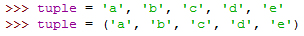 >>> tuple = 'a', 'b', 'c', 'd', 'e'
>>> tuple = ('a', 'b', 'c', 'd', 'e')